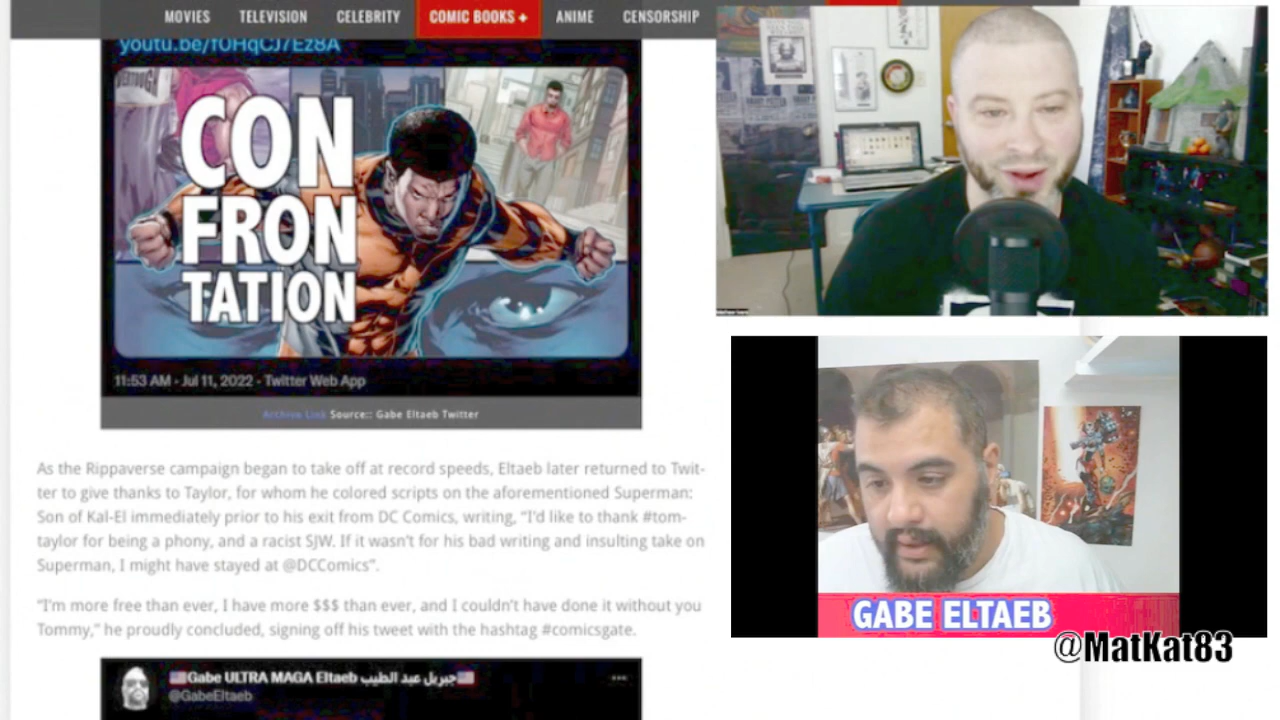 MOVIES TELEVISION CELEBRITY COMIC BOOKS + ANIME CENSORSHIP
youtu.be/fOHqCJ7Ez8A
CON
FRON
TATION
11:53 AM · Jul 11, 2022 · Twitter Web App
Archive Link Source:: Gabe Eltaeb Twitter
As the Rippaverse campaign began to take off at record speeds, Eltaeb later returned to Twit-
ter to give thanks to Taylor, for whom he colored scripts on the aforementioned Superman:
Son of Kal-El immediately prior to his exit from DC Comics, writing, “I’d like to thank #tom-
taylor for being a phony, and a racist SJW. If it wasn’t for his bad writing and insulting take on
Superman, I might have stayed at @DCComics”.
“I’m more free than ever, I have more $$$ than ever, and I couldn’t have done it without you
Tommy,” he proudly concluded, signing off his tweet with the hashtag #comicsgate.
🇺🇸Gabe ULTRA MAGA Eltaeb جبريل عبد الطيب🇺🇸
@GabeEltaeb
GABE ELTAEB
@MatKat83